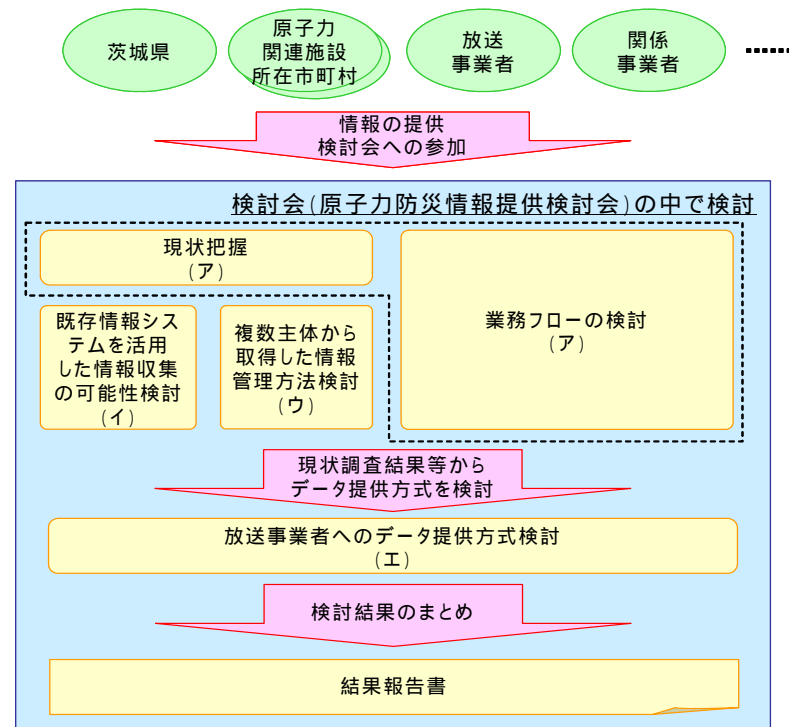 茨城県
原子力
関連施設
所在市町村
放送
事業者
関係
事業者
情報の提供
検討会への参加
検討会(原子力防災情報提供検討会)の中で検討
現状把握
(ア)
業務フローの検討
(ア)
既存情報シス
テムを活用
した情報収集
の可能性検討
(イ)
複数主体から
取得した情報
管理方法検討
(ウ)
現状調査結果等から
データ提供方式を検討
放送事業者へのデータ提供方式検討
(エ)
検討結果のまとめ
結果報告書